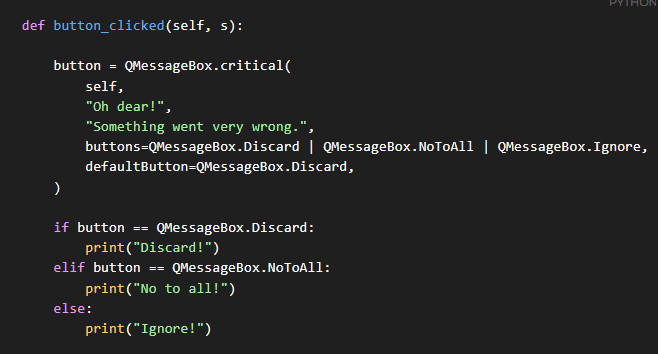 PYTHON
def button_clicked(self, s):
    button = QMessageBox.critical(
        self,
        "Oh dear!",
        "Something went very wrong.",
        buttons=QMessageBox.Discard | QMessageBox.NoToAll | QMessageBox.Ignore,
        defaultButton=QMessageBox.Discard,
    )
    if button == QMessageBox.Discard:
        print("Discard!")
    elif button == QMessageBox.NoToAll:
        print("No to all!")
    else:
        print("Ignore!")